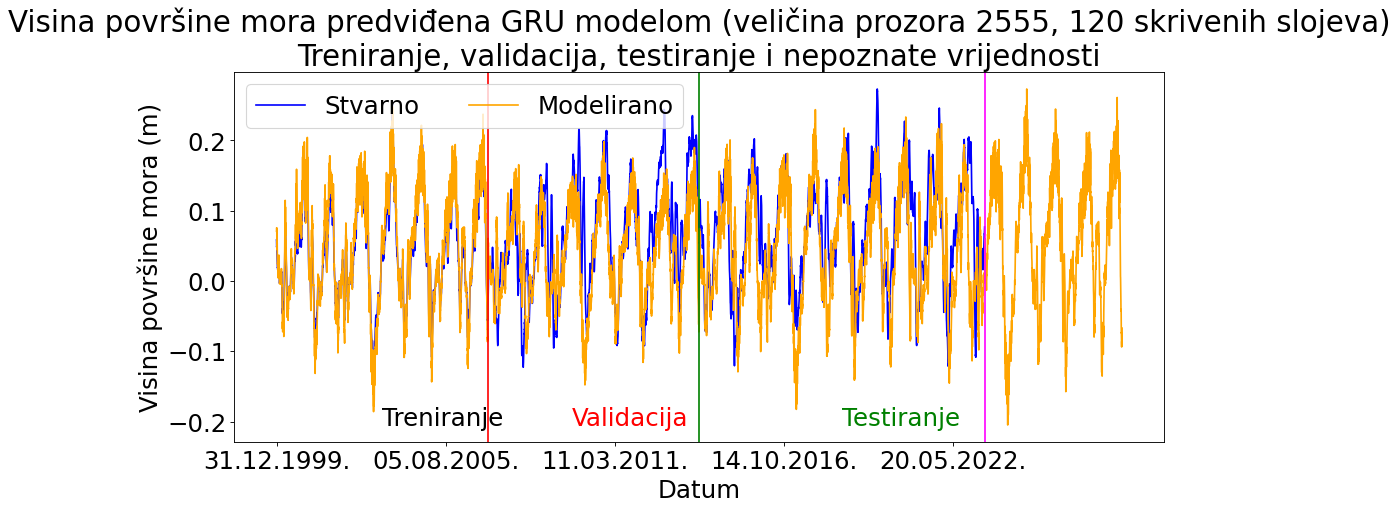 Visina površine mora predviđena GRU modelom (veličina prozora 2555, 120 skrivenih slojeva)
Treniranje, validacija, testiranje i nepoznate vrijednosti
Stvarno Modelirano
Visina površine mora (m)
0.2
0.1
0.0
−0.1
−0.2
Treniranje Validacija Testiranje
31.12.1999. 05.08.2005. 11.03.2011. 14.10.2016. 20.05.2022.
Datum